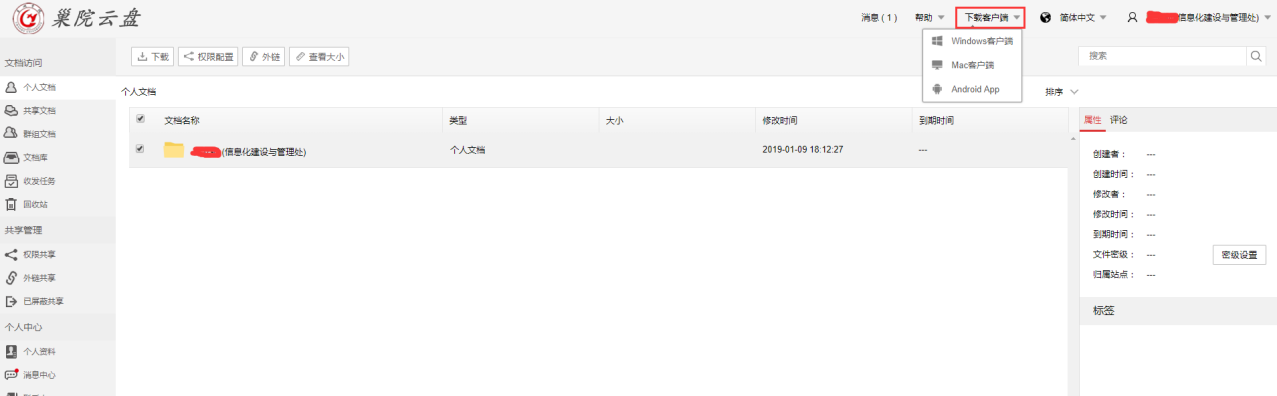 巢院云盘
消息（1） 帮助 下载客户端 简体中文 信息化建设与管理处)
Windows客户端
Mac客户端
Android App
文档访问
个人文档
共享文档
群组文档
文档库
收发任务
回收站
共享管理
权限共享
外链共享
已屏蔽共享
个人中心
个人资料
消息中心
下载 权限配置 外链 查看大小
搜索
个人文档
排序
文档名称 类型 大小 修改时间 到期时间
(信息化建设与管理处) 个人文档 2019-01-09 18:12:27 ---
属性 评论
创建者： ---
创建时间： ---
修改者： ---
修改时间： ---
到期时间： ---
文件密级： --- 密级设置
归属站点： ---
标签